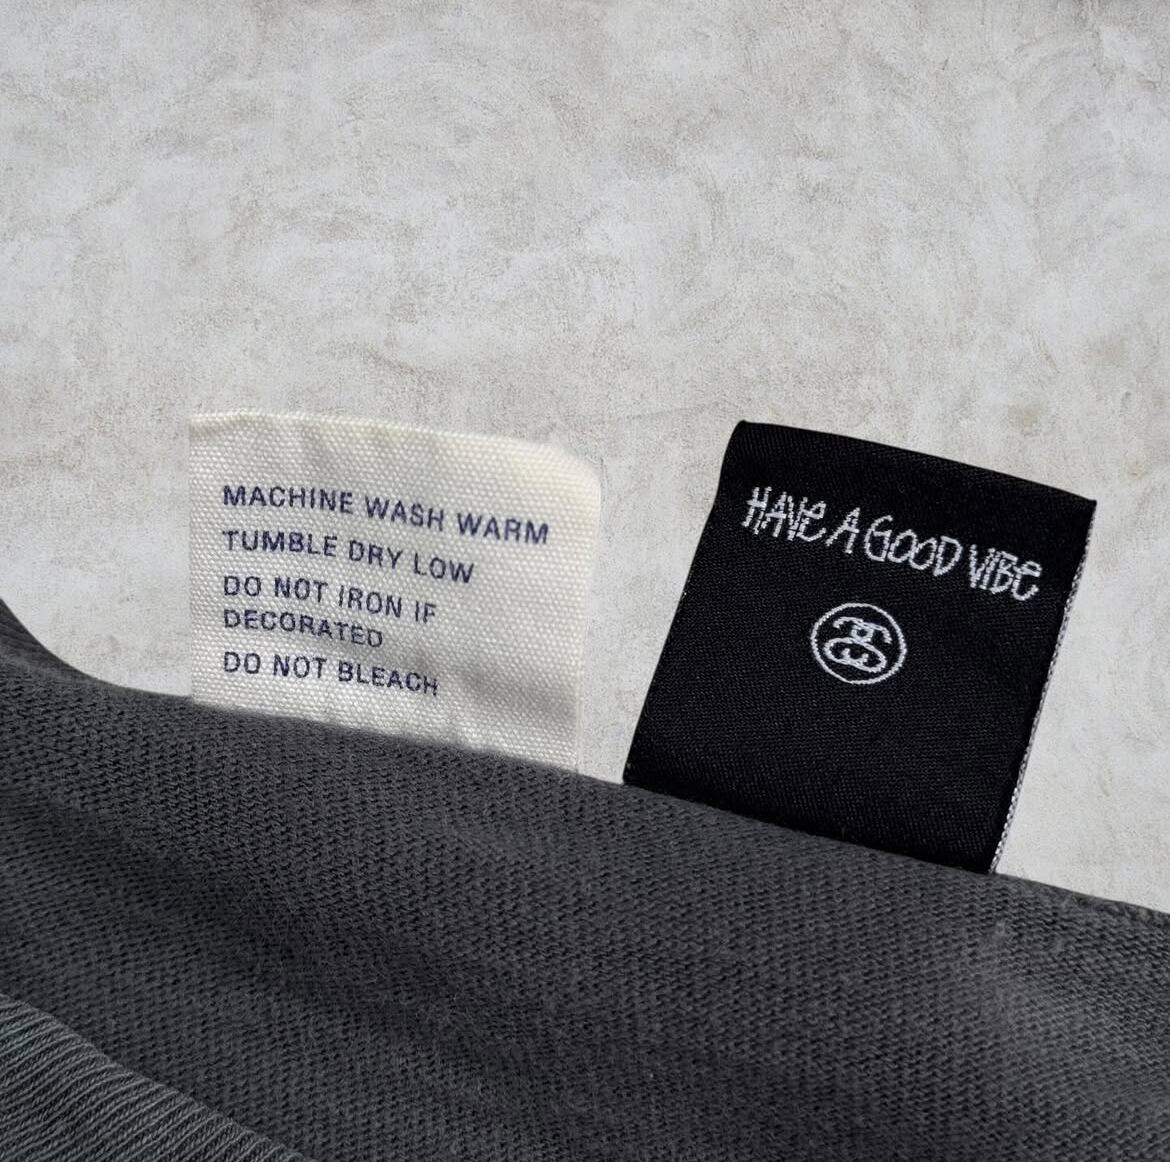 MACHINE WASH WARM
TUMBLE DRY LOW
DO NOT IRON IF
DECORATED
DO NOT BLEACH
HAVE A GOOD VIBE